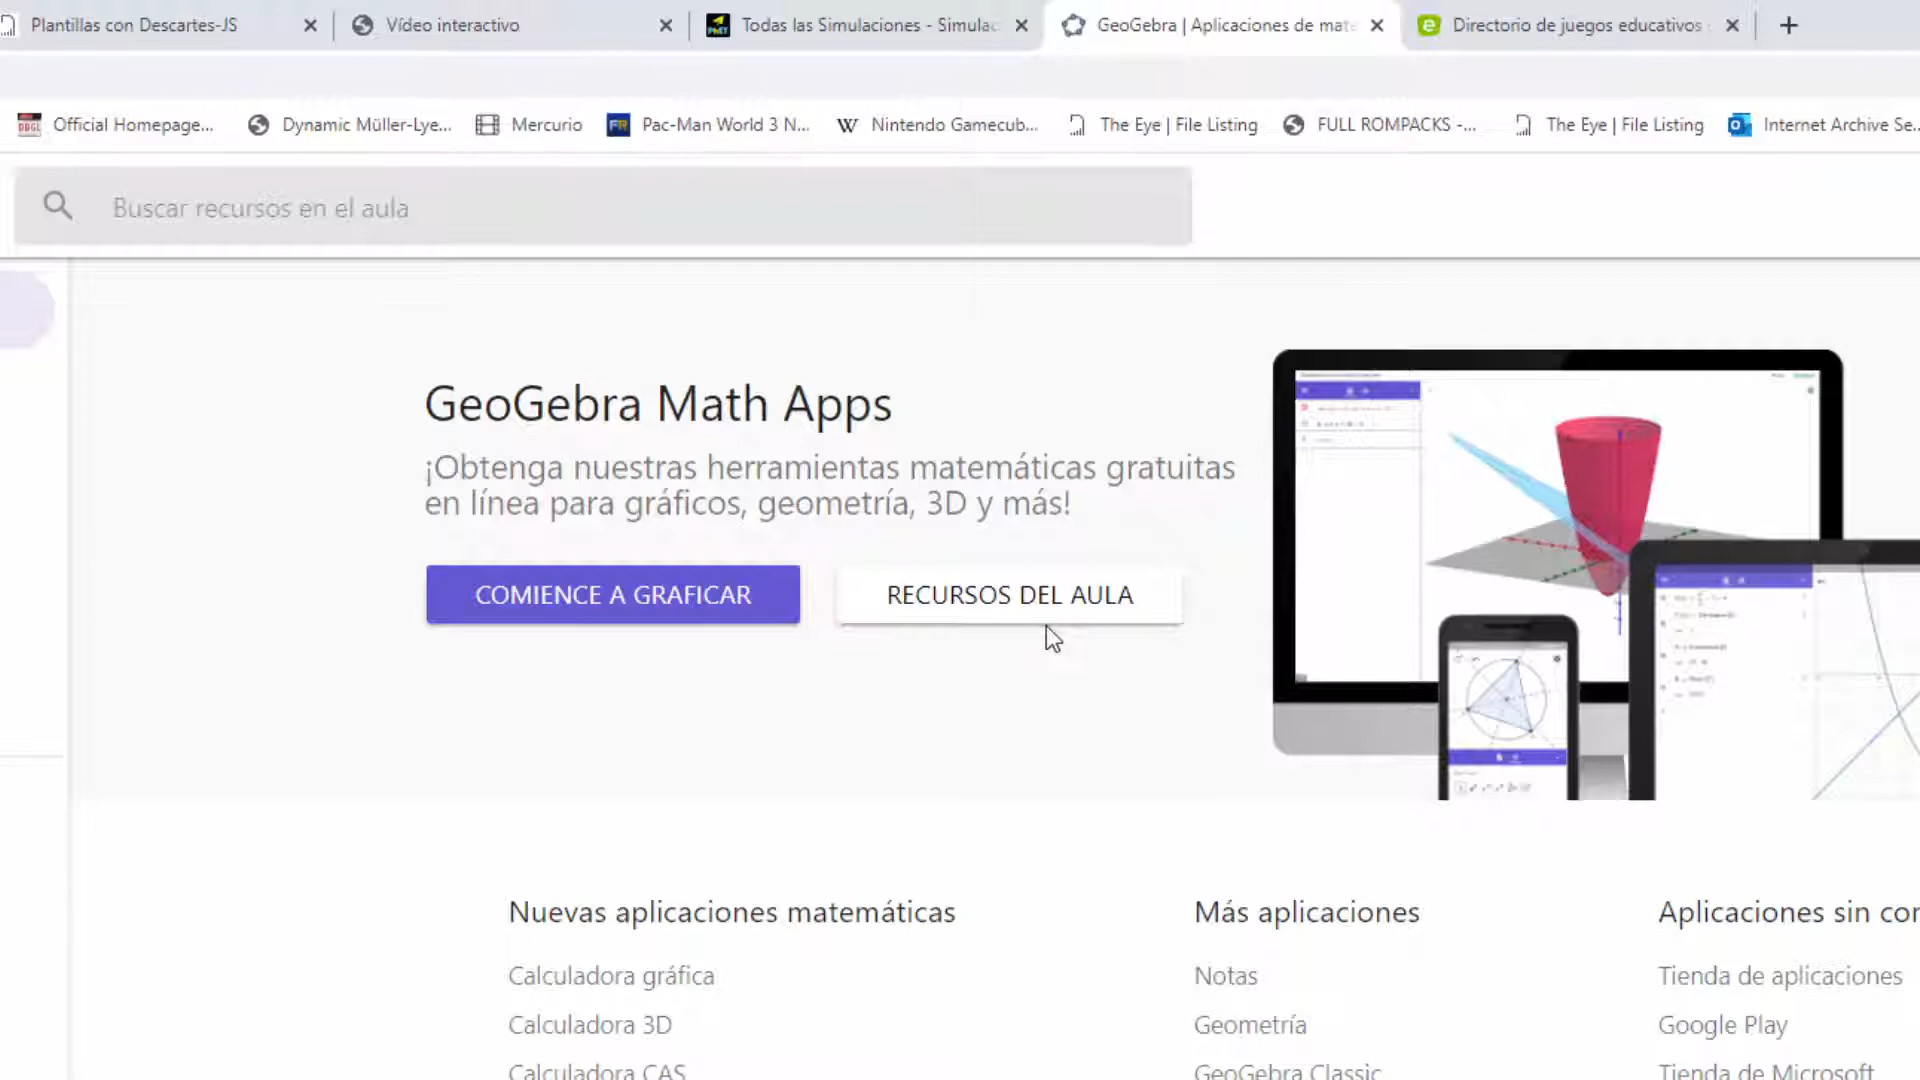 Plantillas con Descartes-JS
Vídeo interactivo
Todas las Simulaciones - Simulac
GeoGebra | Aplicaciones de mate
Directorio de juegos educativos
Official Homepage...
Dynamic Müller-Lye...
Mercurio
Pac-Man World 3 N...
Nintendo Gamecub...
The Eye | File Listing
FULL ROMPACKS -...
The Eye | File Listing
Internet Archive Se...
Buscar recursos en el aula
GeoGebra Math Apps
¡Obtenga nuestras herramientas matemáticas gratuitas
en línea para gráficos, geometría, 3D y más!
COMIENCE A GRAFICAR
RECURSOS DEL AULA
Nuevas aplicaciones matemáticas
Calculadora gráfica
Calculadora 3D
Calculadora CAS
Más aplicaciones
Notas
Geometría
GeoGebra Classic
Aplicaciones sin cor
Tienda de aplicaciones
Google Play
Tienda de Microsoft